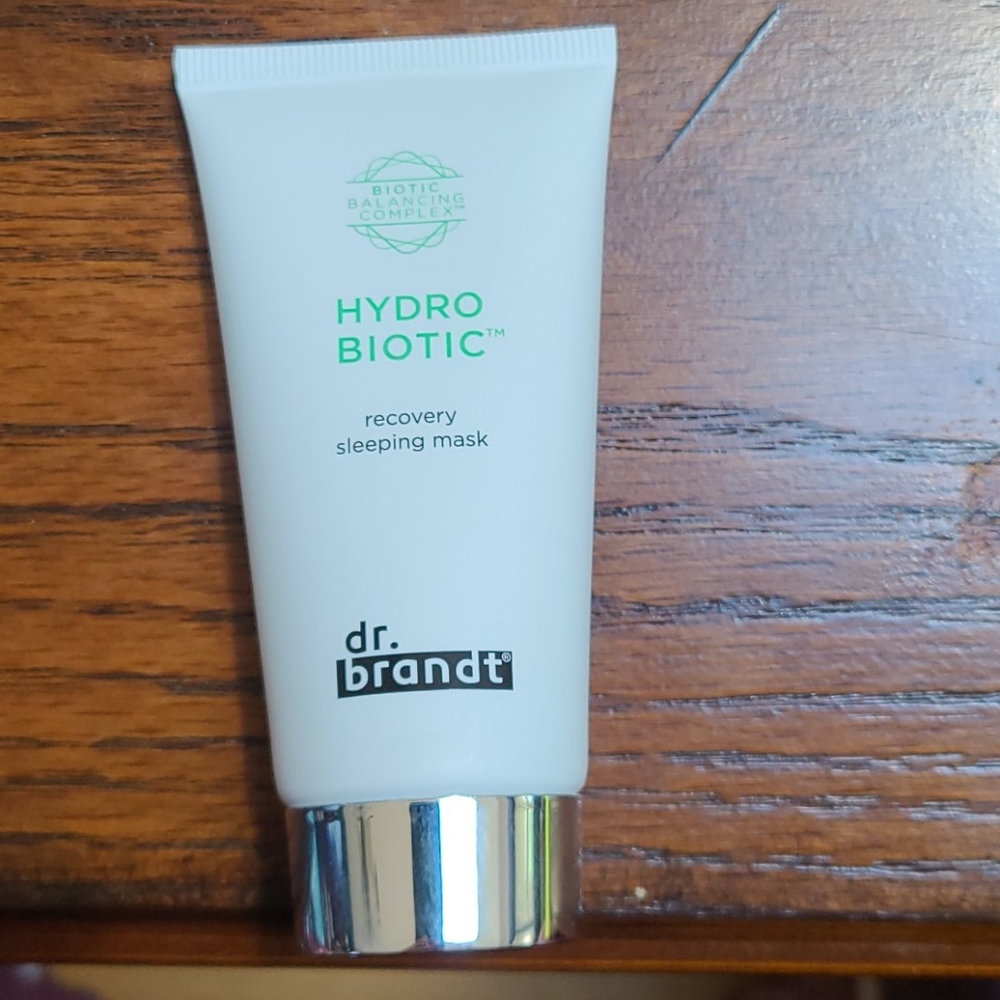 BIOTIC
BALANCING
COMPLEX™
HYDRO
BIOTIC™
recovery
sleeping mask
dr.
brandt®